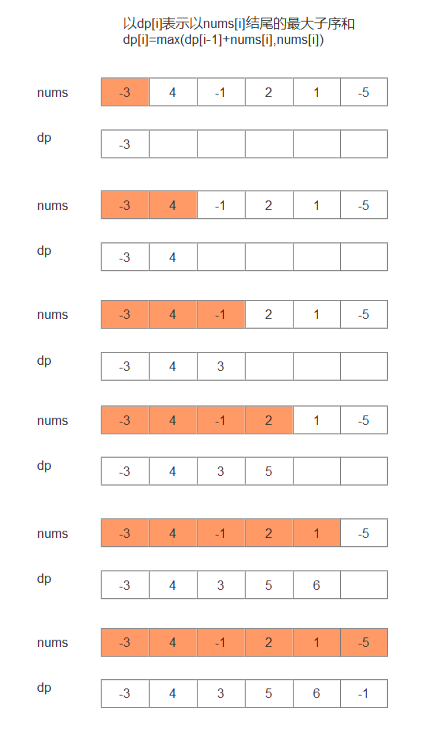 以dp[i]表示以nums[i]结尾的最大子序和
dp[i]=max(dp[i-1]+nums[i],nums[i])
nums -3 4 -1 2 1 -5
dp -3
nums -3 4 -1 2 1 -5
dp -3 4
nums -3 4 -1 2 1 -5
dp -3 4 3
nums -3 4 -1 2 1 -5
dp -3 4 3 5
nums -3 4 -1 2 1 -5
dp -3 4 3 5 6
nums -3 4 -1 2 1 -5
dp -3 4 3 5 6 -1